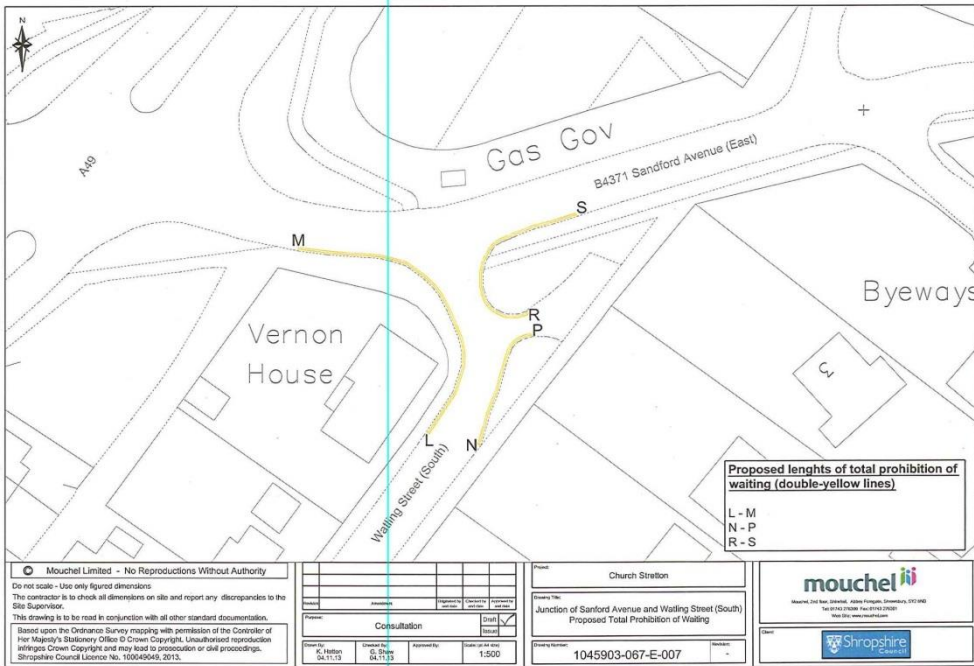 N
A49
Gas Gov
B4371 Sandford Avenue (East)
S
M
R
P
Byeways
Vernon
House
3
L
N
Watling Street (South)
Proposed lenghts of total prohibition of
waiting (double-yellow lines)
L - M
N - P
R - S
© Mouchel Limited - No Reproductions Without Authority
Do not scale - Use only figured dimensions
The contractor is to check all dimensions on site and report any discrepancies to the
Site Supervisor.
This drawing is to be read in conjunction with all other standard documentation.
Based upon the Ordnance Survey mapping with permission of the Controller of
Her Majesty's Stationery Office © Crown Copyright. Unauthorised reproduction
infringes Crown Copyright and may lead to prosecution or civil proceedings.
Shropshire Council Licence No. 100049049, 2013.
Revision
Amendment
Purpose:
Consultation
Draft
Issue
Drawn By:
K. Hatton
04.11.13
Checked by:
G. Shaw
04.11.13
Approved by:
1:500
Project:
Church Stretton
Drawing Title:
Junction of Sanford Avenue and Watling Street (South)
Proposed Total Prohibition of Waiting
Drawing Number:
1045903-067-E-007
Revision:
-
mouchel
Client:
Shropshire
Council